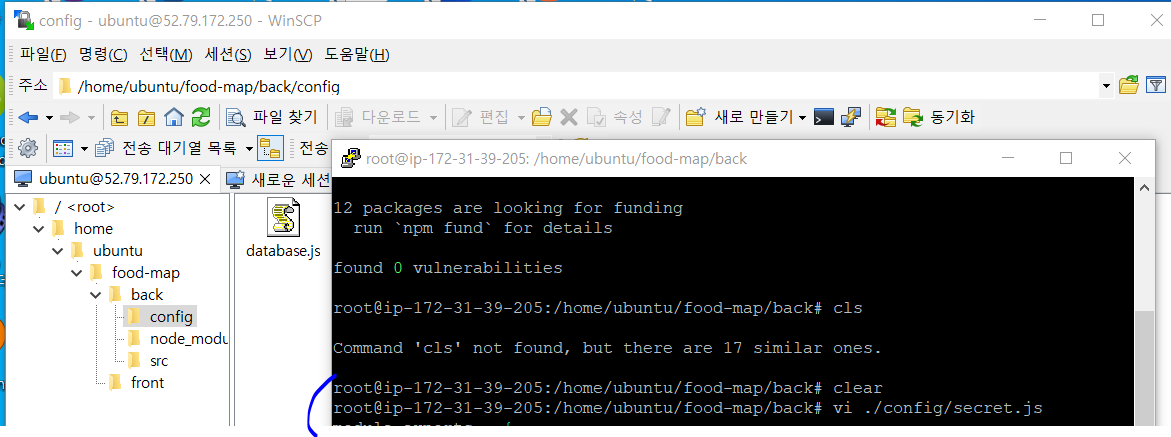 config - ubuntu@52.79.172.250 - WinSCP
파일(F) 명령(C) 선택(M) 세션(S) 보기(V) 도움말(H)
주소 /home/ubuntu/food-map/back/config
파일 찾기 다운로드 편집 속성 새로 만들기 동기화
전송 대기열 목록 전송
ubuntu@52.79.172.250 새로운 세션
/ <root>
home
ubuntu
food-map
back
config
node_modu
src
front
database.js
root@ip-172-31-39-205: /home/ubuntu/food-map/back
12 packages are looking for funding
run `npm fund` for details
found 0 vulnerabilities
root@ip-172-31-39-205:/home/ubuntu/food-map/back# cls
Command 'cls' not found, but there are 17 similar ones.
root@ip-172-31-39-205:/home/ubuntu/food-map/back# clear
root@ip-172-31-39-205:/home/ubuntu/food-map/back# vi ./config/secret.js